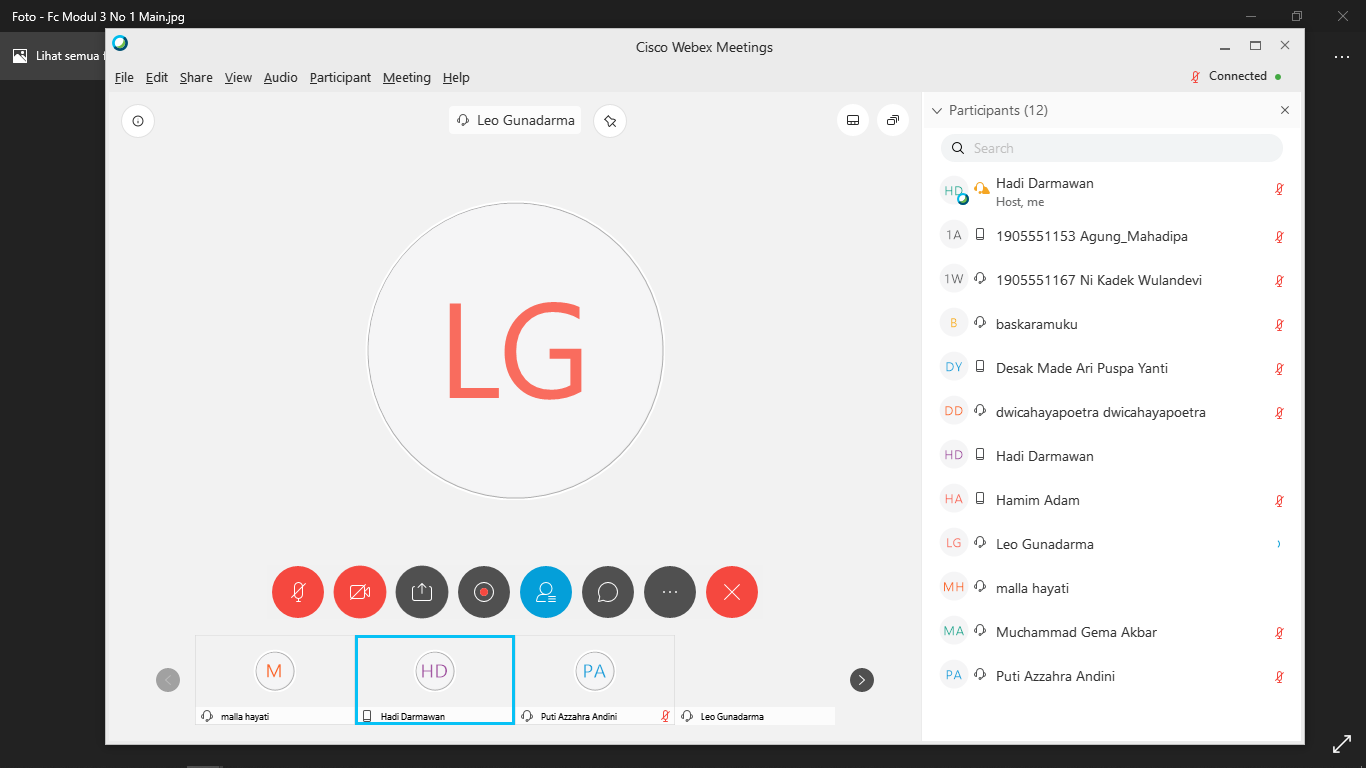 Foto - Fc Modul 3 No 1 Main.jpg
Lihat semua f
Cisco Webex Meetings
File Edit Share View Audio Participant Meeting Help
Connected
Leo Gunadarma
LG
M
malla hayati
HD
Hadi Darmawan
PA
Puti Azzahra Andini
Leo Gunadarma
Participants (12)
Search
HD Hadi Darmawan
Host, me
1A 1905551153 Agung_Mahadipa
1W 1905551167 Ni Kadek Wulandevi
B baskaramuku
DY Desak Made Ari Puspa Yanti
DD dwicahayapoetra dwicahayapoetra
HD Hadi Darmawan
HA Hamim Adam
LG Leo Gunadarma
MH malla hayati
MA Muchammad Gema Akbar
PA Puti Azzahra Andini